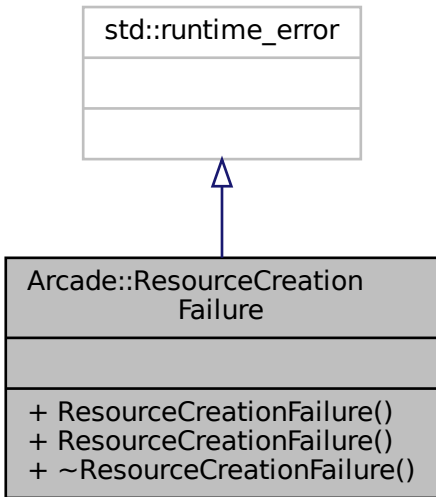 std::runtime_error
Arcade::ResourceCreation
Failure
+ ResourceCreationFailure()
+ ResourceCreationFailure()
+ ~ResourceCreationFailure()